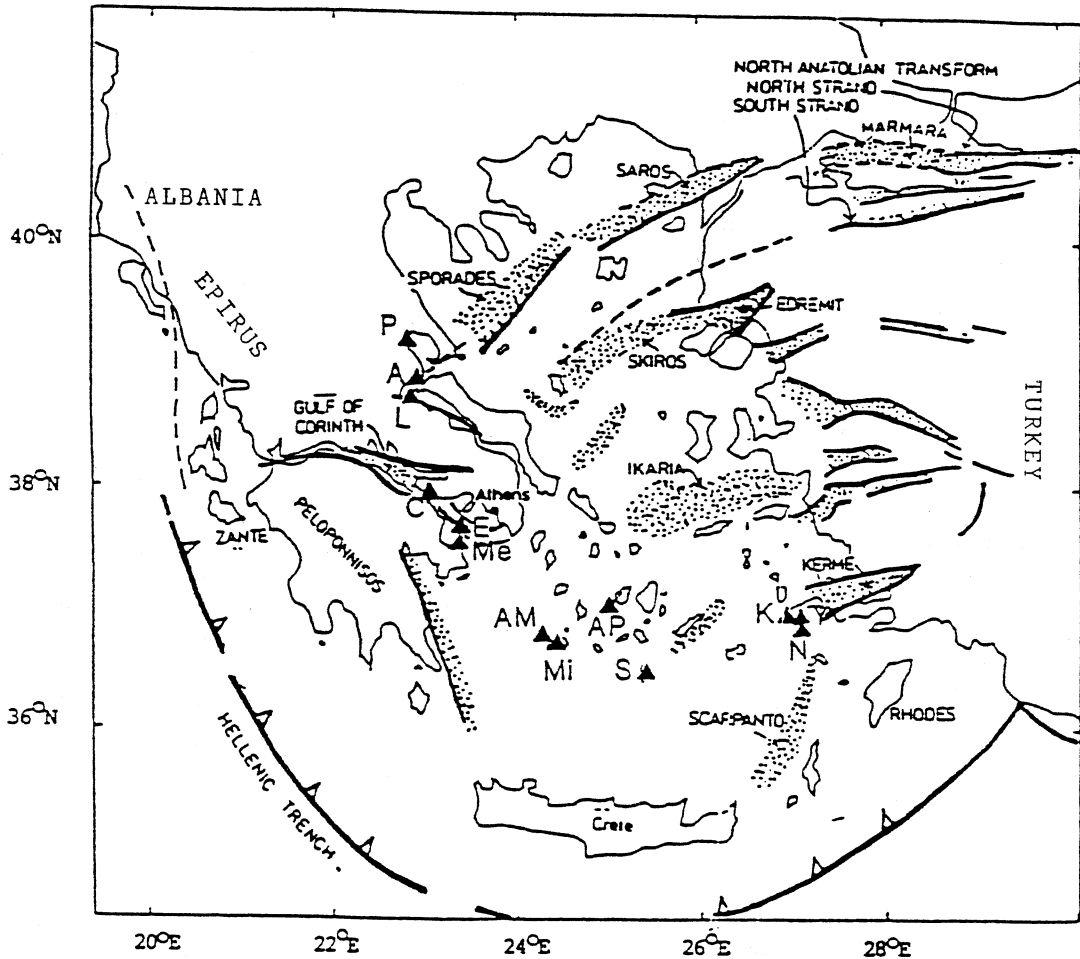 NORTH ANATOLIAN TRANSFORM
NORTH STRAND
SOUTH STRAND
MARMARA
SAROS
ALBANIA
40°N
SPORADES
EPIRUS
EDREMIT
P
SKIROS
A
L
GULF OF
CORINTH
TURKEY
IKARIA
38°N
Athens
C
E
ZANTE
PELOPONNISOS
Me
KERME
AM
AP
K
Y
N
Mi
S
36°N
SCARPANTO
RHODES
HELLENIC TRENCH
Crete
20°E
22°E
24°E
26°E
28°E